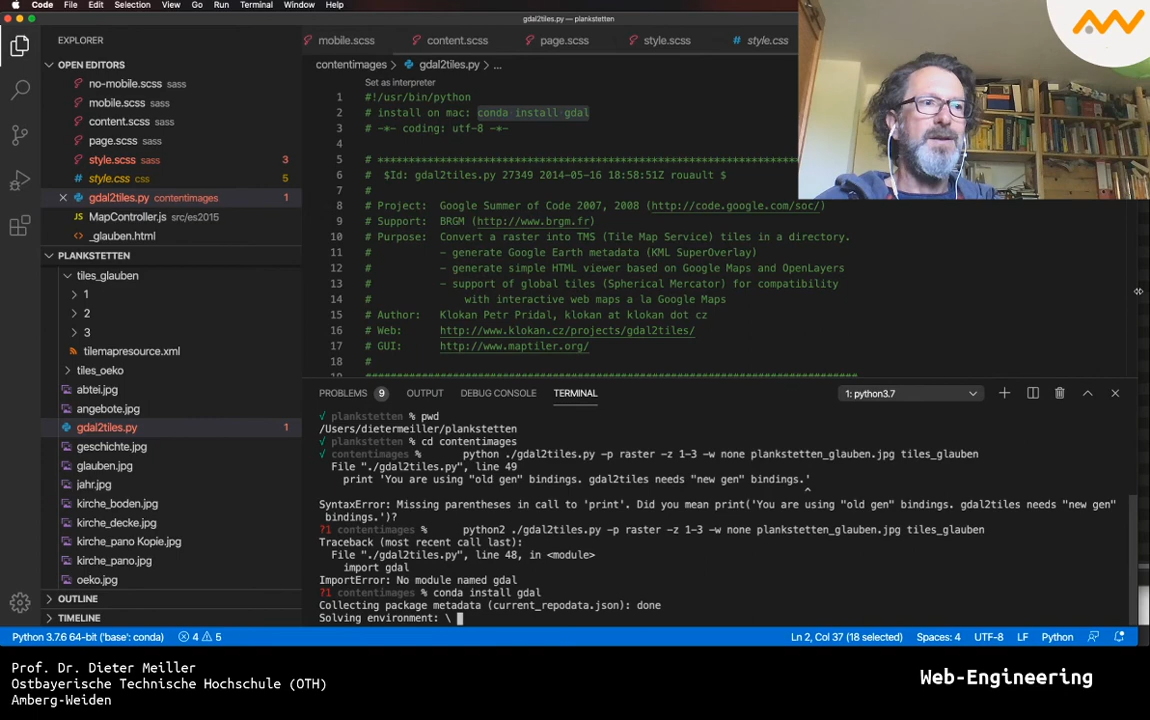 Code File Edit Selection View Go Run Terminal Window Help
gdal2tiles.py — plankstetten
EXPLORER
mobile.scss content.scss page.scss style.scss style.css
OPEN EDITORS
contentimages > gdal2tiles.py > ...
no-mobile.scss sass
mobile.scss sass
content.scss sass
page.scss sass
style.scss sass 3
style.css css 5
gdal2tiles.py contentimages 1
MapController.js src/es2015
_glauben.html
PLANKSTETTEN
tiles_glauben
1
2
3
tilemapresource.xml
tiles_oeko
abtei.jpg
angebote.jpg
gdal2tiles.py 1
geschichte.jpg
glauben.jpg
jahr.jpg
kirche_boden.jpg
kirche_decke.jpg
kirche_pano Kopie.jpg
kirche_pano.jpg
oeko.jpg
OUTLINE
TIMELINE
Set as interpreter
1 #!/usr/bin/python
2 # install on mac: conda install gdal
3 # -*- coding: utf-8 -*-
4
5 # ******************************************************************************
6 # $Id: gdal2tiles.py 27349 2014-05-16 18:58:51Z rouault $
7 #
8 # Project: Google Summer of Code 2007, 2008 (http://code.google.com/soc/)
9 # Support: BRGM (http://www.brgm.fr)
10 # Purpose: Convert a raster into TMS (Tile Map Service) tiles in a directory.
11 # - generate Google Earth metadata (KML SuperOverlay)
12 # - generate simple HTML viewer based on Google Maps and OpenLayers
13 # - support of global tiles (Spherical Mercator) for compatibility
14 # with interactive web maps a la Google Maps
15 # Author: Klokan Petr Pridal, klokan at klokan dot cz
16 # Web: http://www.klokan.cz/projects/gdal2tiles/
17 # GUI: http://www.maptiler.org/
18 #
PROBLEMS 9 OUTPUT DEBUG CONSOLE TERMINAL 1: python3.7
√ plankstetten % pwd
/Users/dietermeiller/plankstetten
√ plankstetten % cd contentimages
√ contentimages % python ./gdal2tiles.py -p raster -z 1-3 -w none plankstetten_glauben.jpg tiles_glauben
File "./gdal2tiles.py", line 49
print 'You are using "old gen" bindings. gdal2tiles needs "new gen" bindings.'
^
SyntaxError: Missing parentheses in call to 'print'. Did you mean print('You are using "old gen" bindings. gdal2tiles needs "new gen"
bindings.')?
?1 contentimages % python2 ./gdal2tiles.py -p raster -z 1-3 -w none plankstetten_glauben.jpg tiles_glauben
Traceback (most recent call last):
File "./gdal2tiles.py", line 48, in <module>
import gdal
ImportError: No module named gdal
?1 contentimages % conda install gdal
Collecting package metadata (current_repodata.json): done
Solving environment: \
Python 3.7.6 64-bit ('base': conda) 4 5 Ln 2, Col 37 (18 selected) Spaces: 4 UTF-8 LF Python
Prof. Dr. Dieter Meiller
Ostbayerische Technische Hochschule (OTH)
Amberg-Weiden
Web-Engineering